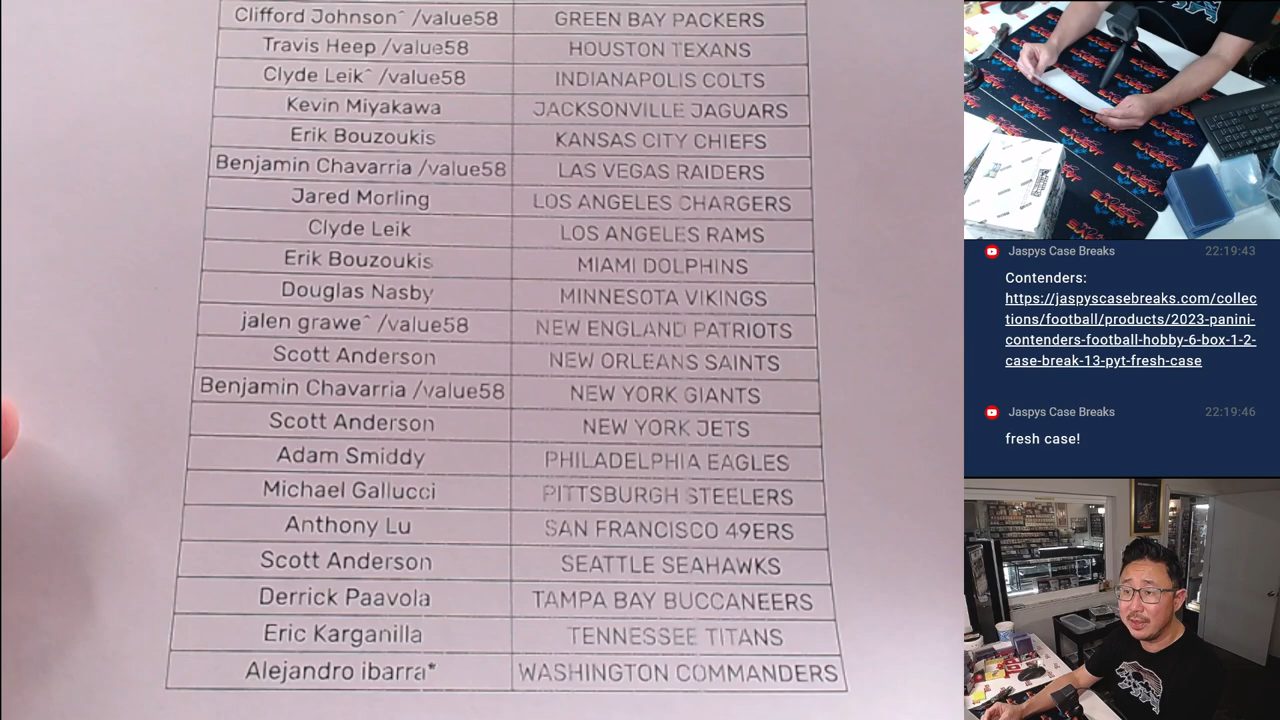 Clifford Johnson^ /value58 GREEN BAY PACKERS
Travis Heep /value58 HOUSTON TEXANS
Clyde Leik^ /value58 INDIANAPOLIS COLTS
Kevin Miyakawa JACKSONVILLE JAGUARS
Erik Bouzoukis KANSAS CITY CHIEFS
Benjamin Chavarria /value58 LAS VEGAS RAIDERS
Jared Morling LOS ANGELES CHARGERS
Clyde Leik LOS ANGELES RAMS
Erik Bouzoukis MIAMI DOLPHINS
Douglas Nasby MINNESOTA VIKINGS
jalen grawe^ /value58 NEW ENGLAND PATRIOTS
Scott Anderson NEW ORLEANS SAINTS
Benjamin Chavarria /value58 NEW YORK GIANTS
Scott Anderson NEW YORK JETS
Adam Smiddy PHILADELPHIA EAGLES
Michael Gallucci PITTSBURGH STEELERS
Anthony Lu SAN FRANCISCO 49ERS
Scott Anderson SEATTLE SEAHAWKS
Derrick Paavola TAMPA BAY BUCCANEERS
Eric Karganilla TENNESSEE TITANS
Alejandro ibarra* WASHINGTON COMMANDERS
Jaspys Case Breaks 22:19:43
Contenders:
https://jaspyscasebreaks.com/collec
tions/football/products/2023-panini-
contenders-football-hobby-6-box-1-2-
case-break-13-pyt-fresh-case
Jaspys Case Breaks 22:19:46
fresh case!